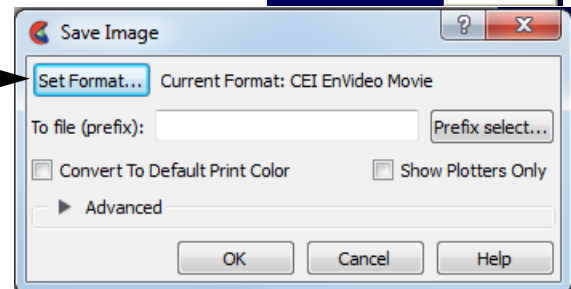 Save Image
Set Format... Current Format: CEI EnVideo Movie
To file (prefix): Prefix select...
Convert To Default Print Color Show Plotters Only
Advanced
OK Cancel Help